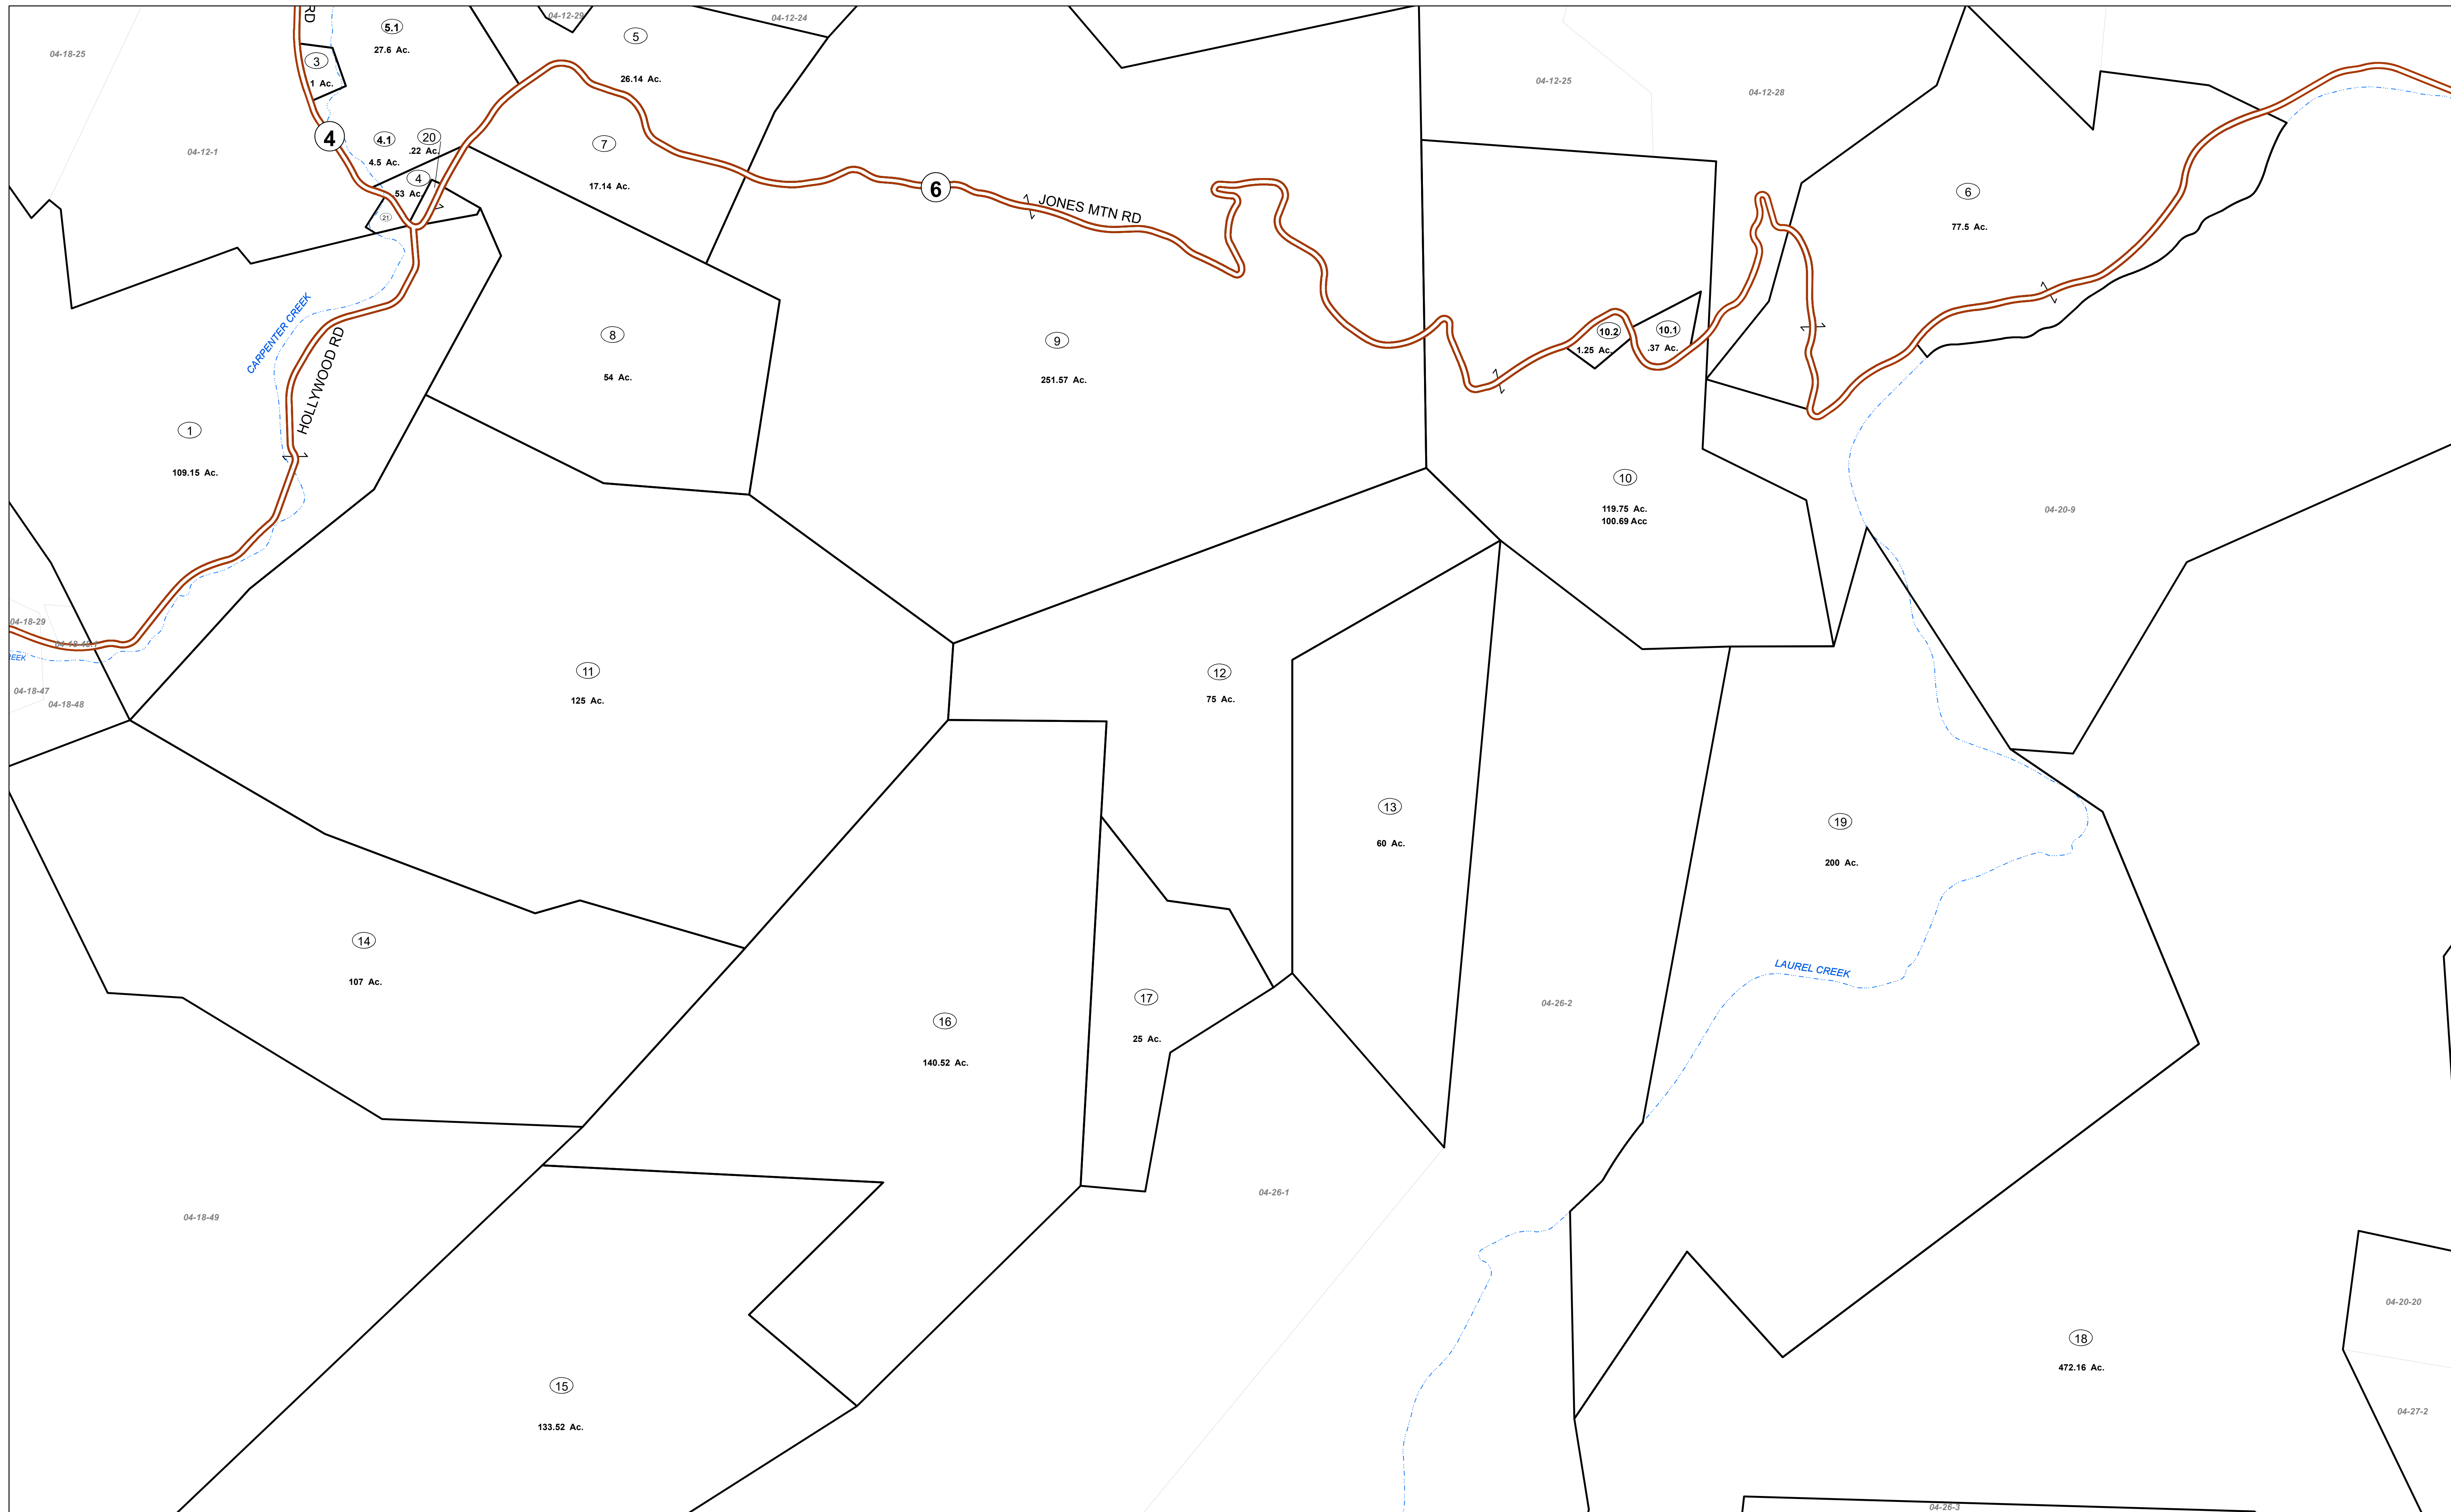 04-12-29
04-12-24
RD
5.1
27.6 Ac.
5
04-18-25
3
1 Ac.
26.14 Ac.
04-12-25
04-12-28
4
4.1
20
.22 Ac.
7
04-12-1
4.5 Ac.
4
.53 Ac.
17.14 Ac.
6
6
JONES MTN RD
21
77.5 Ac.
CARPENTER CREEK
HOLLYWOOD RD
8
54 Ac.
9
251.57 Ac.
10.2
1.25 Ac.
10.1
.37 Ac.
1
109.15 Ac.
10
119.75 Ac.
100.69 Acc
04-20-9
04-18-29
REEK
04-18-47
04-18-48
11
125 Ac.
12
75 Ac.
13
60 Ac.
19
200 Ac.
14
107 Ac.
LAUREL CREEK
17
25 Ac.
04-26-2
16
140.52 Ac.
04-26-1
04-18-49
04-20-20
18
472.16 Ac.
15
133.52 Ac.
04-27-2
04-26-3